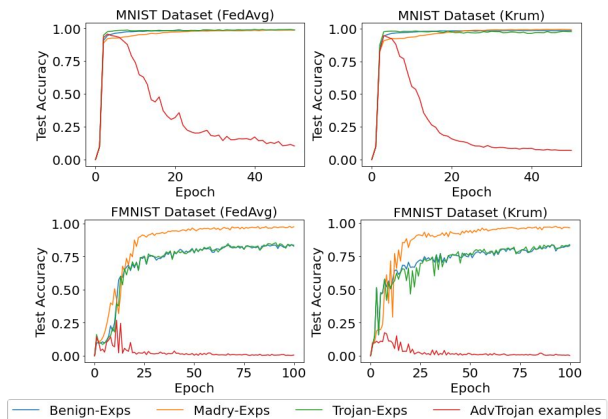 MNIST Dataset (FedAvg)
Test Accuracy
1.00
0.75
0.50
0.25
0.00
0 20 40
Epoch
MNIST Dataset (Krum)
Test Accuracy
1.00
0.75
0.50
0.25
0.00
0 20 40
Epoch
FMNIST Dataset (FedAvg)
Test Accuracy
1.00
0.75
0.50
0.25
0.00
0 25 50 75 100
Epoch
FMNIST Dataset (Krum)
Test Accuracy
1.00
0.75
0.50
0.25
0.00
0 25 50 75 100
Epoch
Benign-Exps Madry-Exps Trojan-Exps AdvTrojan examples